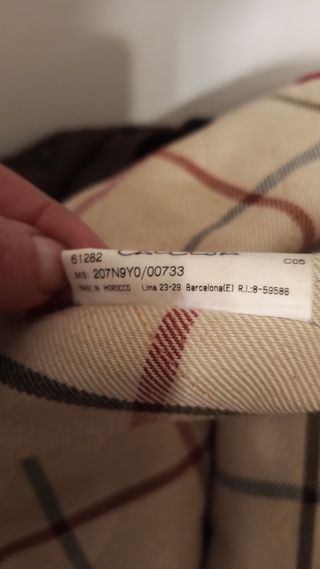 61282 C05
MS: 207N9Y0/00733
MADE IN MOROCCO Lima 23-29 Barcelona(E) R.I.:8-59586